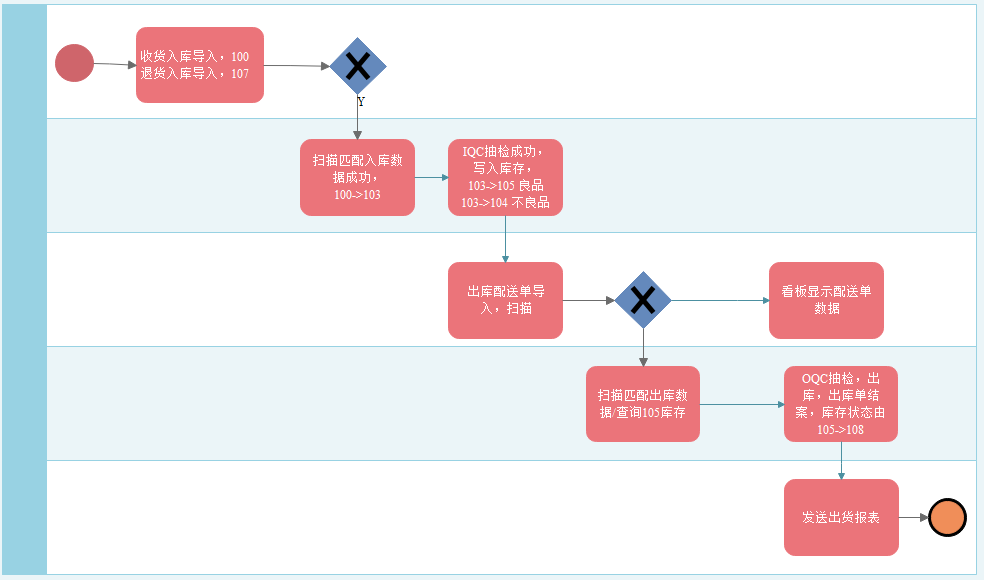 收货入库导入，100
退货入库导入，107
Y
扫描匹配入库数
据成功，
100->103
IQC抽检成功，
写入库存，
103->105 良品
103->104 不良品
出库配送单导
入，扫描
看板显示配送单
数据
扫描匹配出库数
据/查询105库存
OQC抽检，出
库，出库单结
案，库存状态由
105->108
发送出货报表